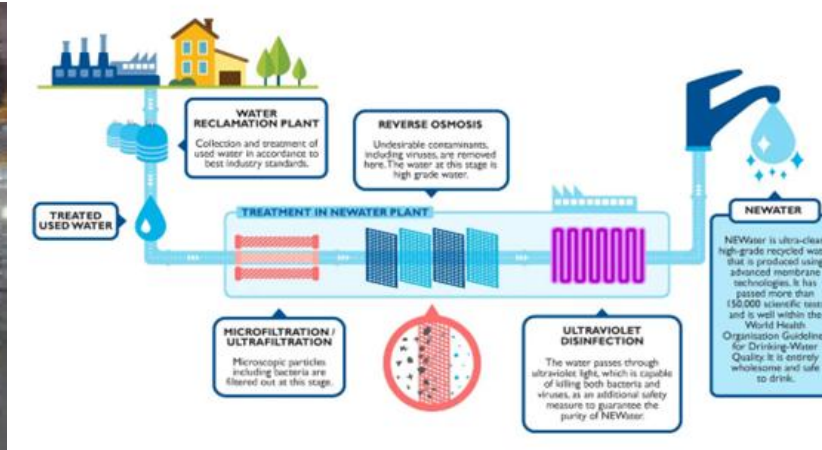 WATER
RECLAMATION PLANT
Collection and treatment of
used water in accordance to
best industry standards.
REVERSE OSMOSIS
Undesirable contaminants,
including viruses, are removed
here. The water at this stage is
high grade water.
TREATED
USED WATER
TREATMENT IN NEWATER PLANT
MICROFILTRATION /
ULTRAFILTRATION
Microscopic particles
including bacteria are
filtered out at this stage.
ULTRAVIOLET
DISINFECTION
The water passes through
ultraviolet light, which is capable
of killing both bacteria and
viruses, as an additional safety
measure to guarantee the
purity of NEWater.
NEWATER
NEWater is ultra-clean,
high-grade recycled water
that is produced using
advanced membrane
technologies. It has
passed more than
150,000 scientific tests
and is well within the
World Health
Organisation Guidelines
for Drinking-Water
Quality. It is entirely
wholesome and safe
to drink.